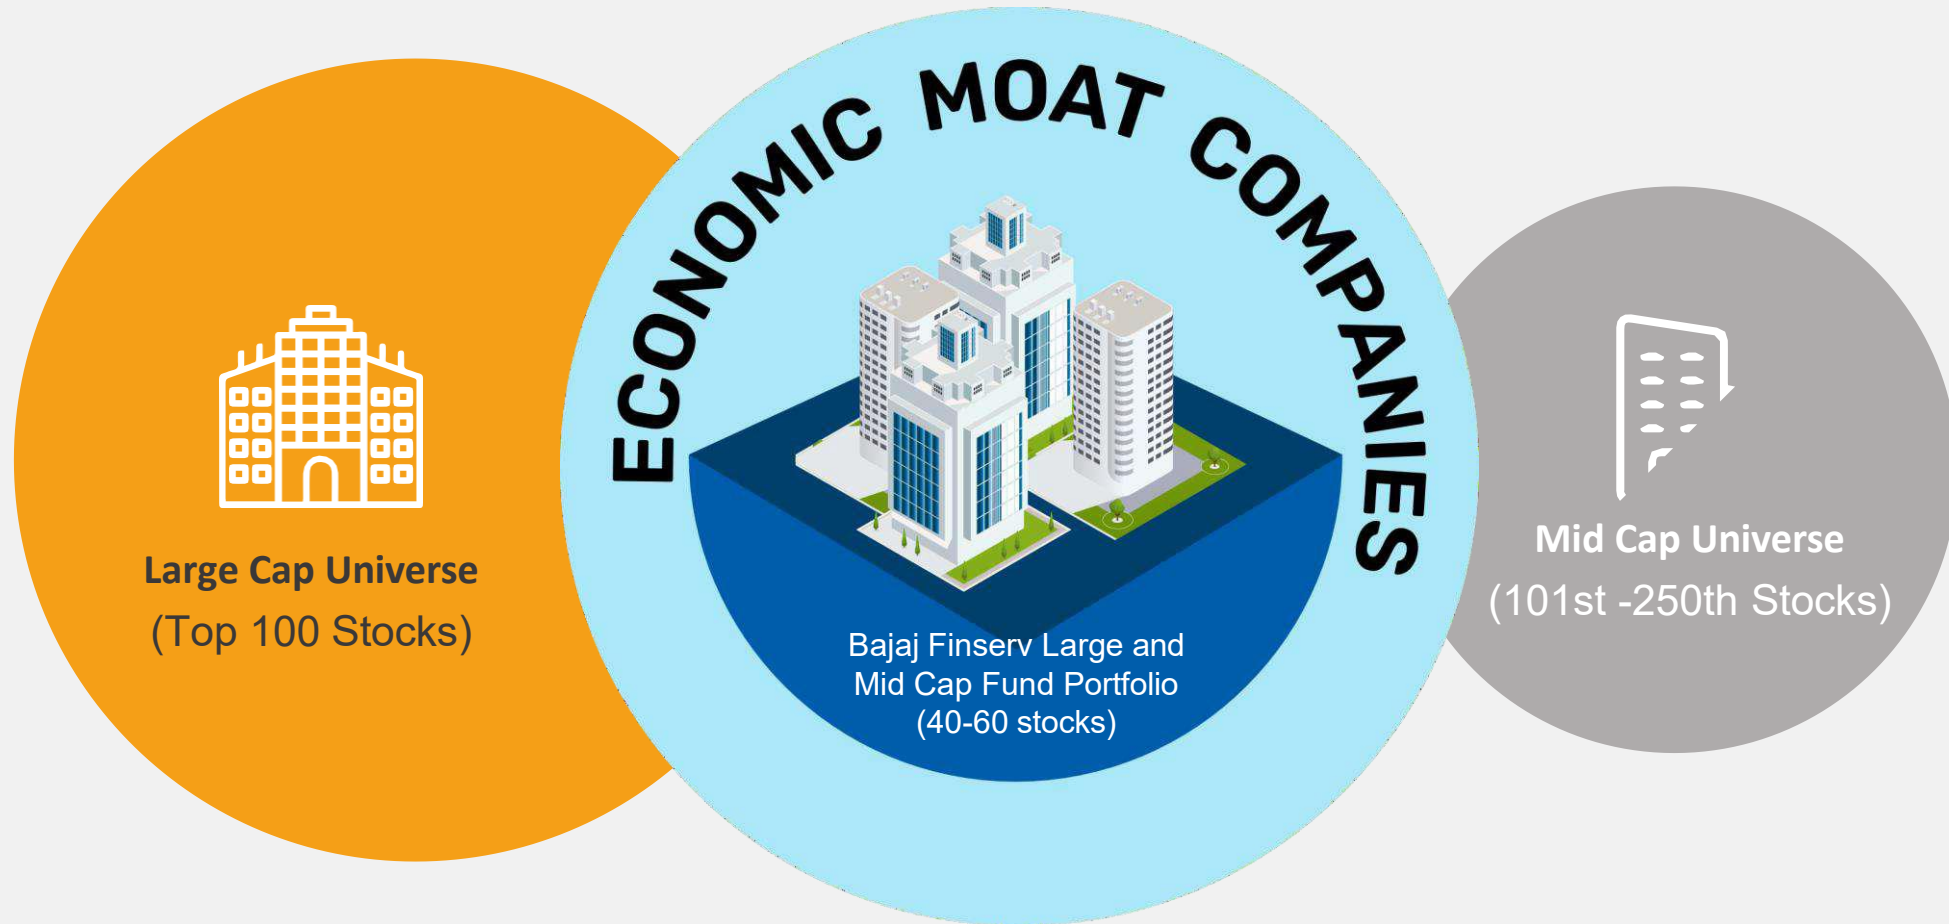 ECONOMIC MOAT COMPANIES
Large Cap Universe
(Top 100 Stocks)
Bajaj Finserv Large and
Mid Cap Fund Portfolio
(40-60 stocks)
Mid Cap Universe
(101st -250th Stocks)